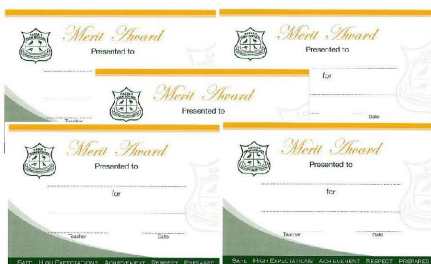 Merit Award
Presented to
Teacher
Merit Award
Presented to
for
Date
Merit Award
Presented to
Merit Award
Presented to
for
Teacher Date
SAFE HIGH EXPECTATIONS ACHIEVEMENT RESPECT PREPARED
Merit Award
Presented to
for
Teacher Date
SAFE HIGH EXPECTATIONS ACHIEVEMENT RESPECT PREPARED